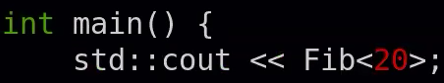 int main() {
std::cout << Fib<20>;